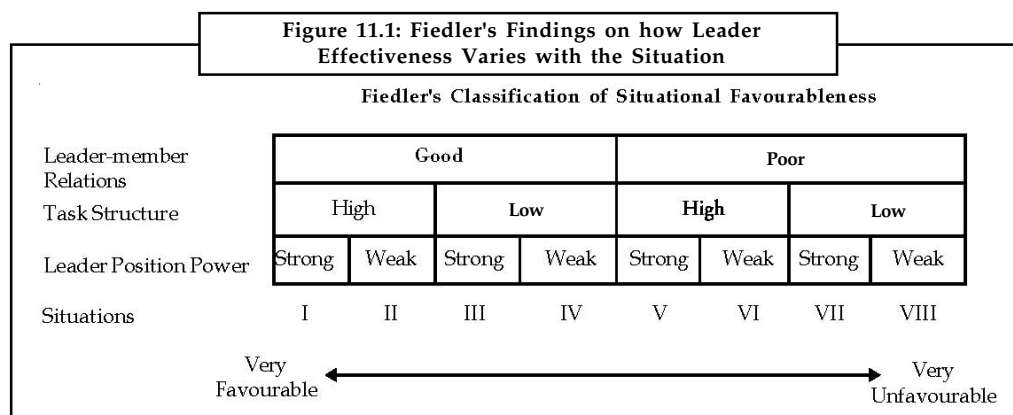 Figure 11.1: Fiedler's Findings on how Leader
Effectiveness Varies with the Situation
Fiedler's Classification of Situational Favourableness
Leader-member
Relations
Good Poor
Task Structure High Low High Low
Leader Position Power Strong Weak Strong Weak Strong Weak Strong Weak
Situations I II III IV V VI VII VIII
Very
Favourable
Very
Unfavourable